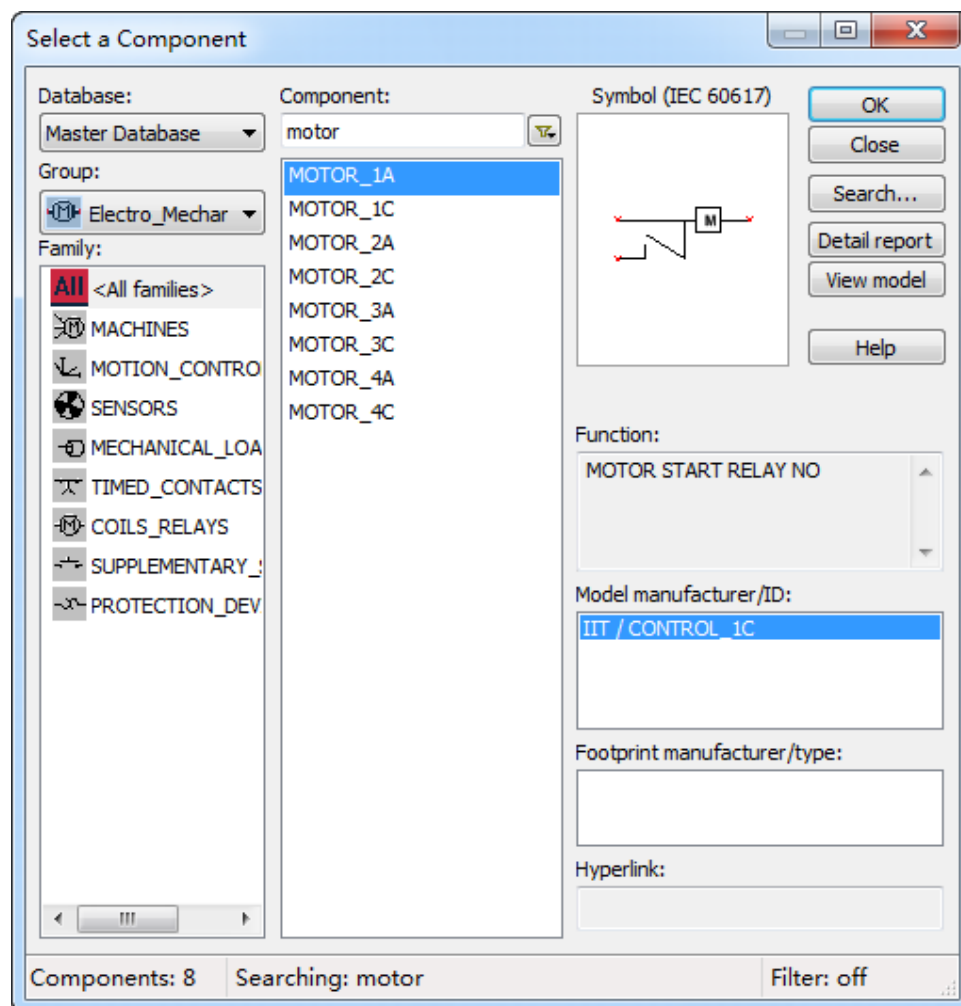 Select a Component
Database:
Master Database
Group:
Electro_Mechar
Family:
All <All families>
MACHINES
MOTION_CONTRO
SENSORS
MECHANICAL_LOA
TIMED_CONTACTS
COILS_RELAYS
SUPPLEMENTARY_
PROTECTION_DEV
Component:
motor
MOTOR_1A
MOTOR_1C
MOTOR_2A
MOTOR_2C
MOTOR_3A
MOTOR_3C
MOTOR_4A
MOTOR_4C
Symbol (IEC 60617)
M
OK
Close
Search...
Detail report
View model
Help
Function:
MOTOR START RELAY NO
Model manufacturer/ID:
IIT / CONTROL_1C
Footprint manufacturer/type:
Hyperlink:
Components: 8
Searching: motor
Filter: off